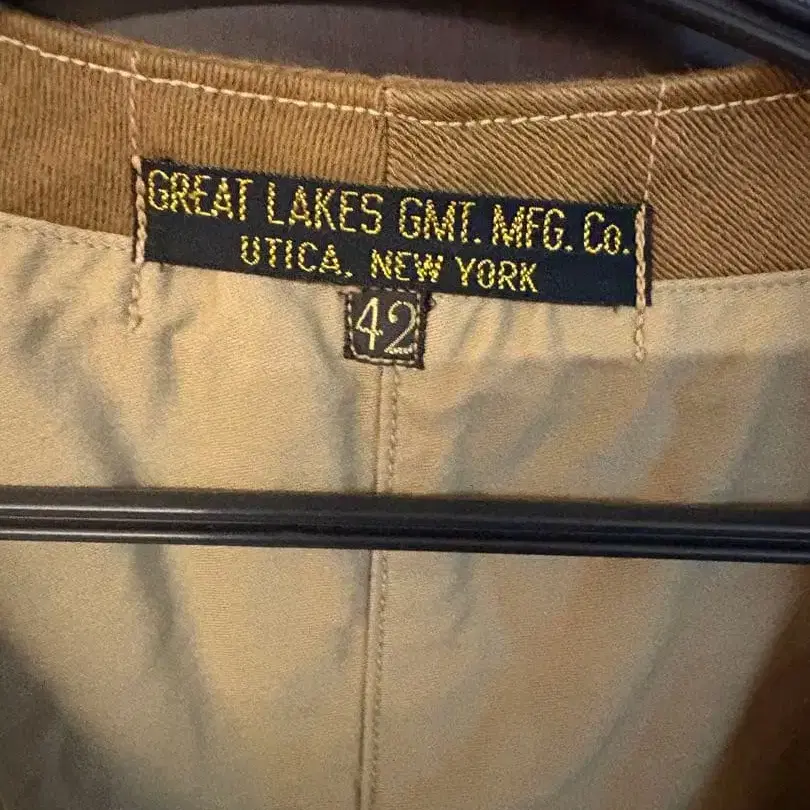 GREAT LAKES GMT. MFG. Co.
UTICA. NEW YORK
42